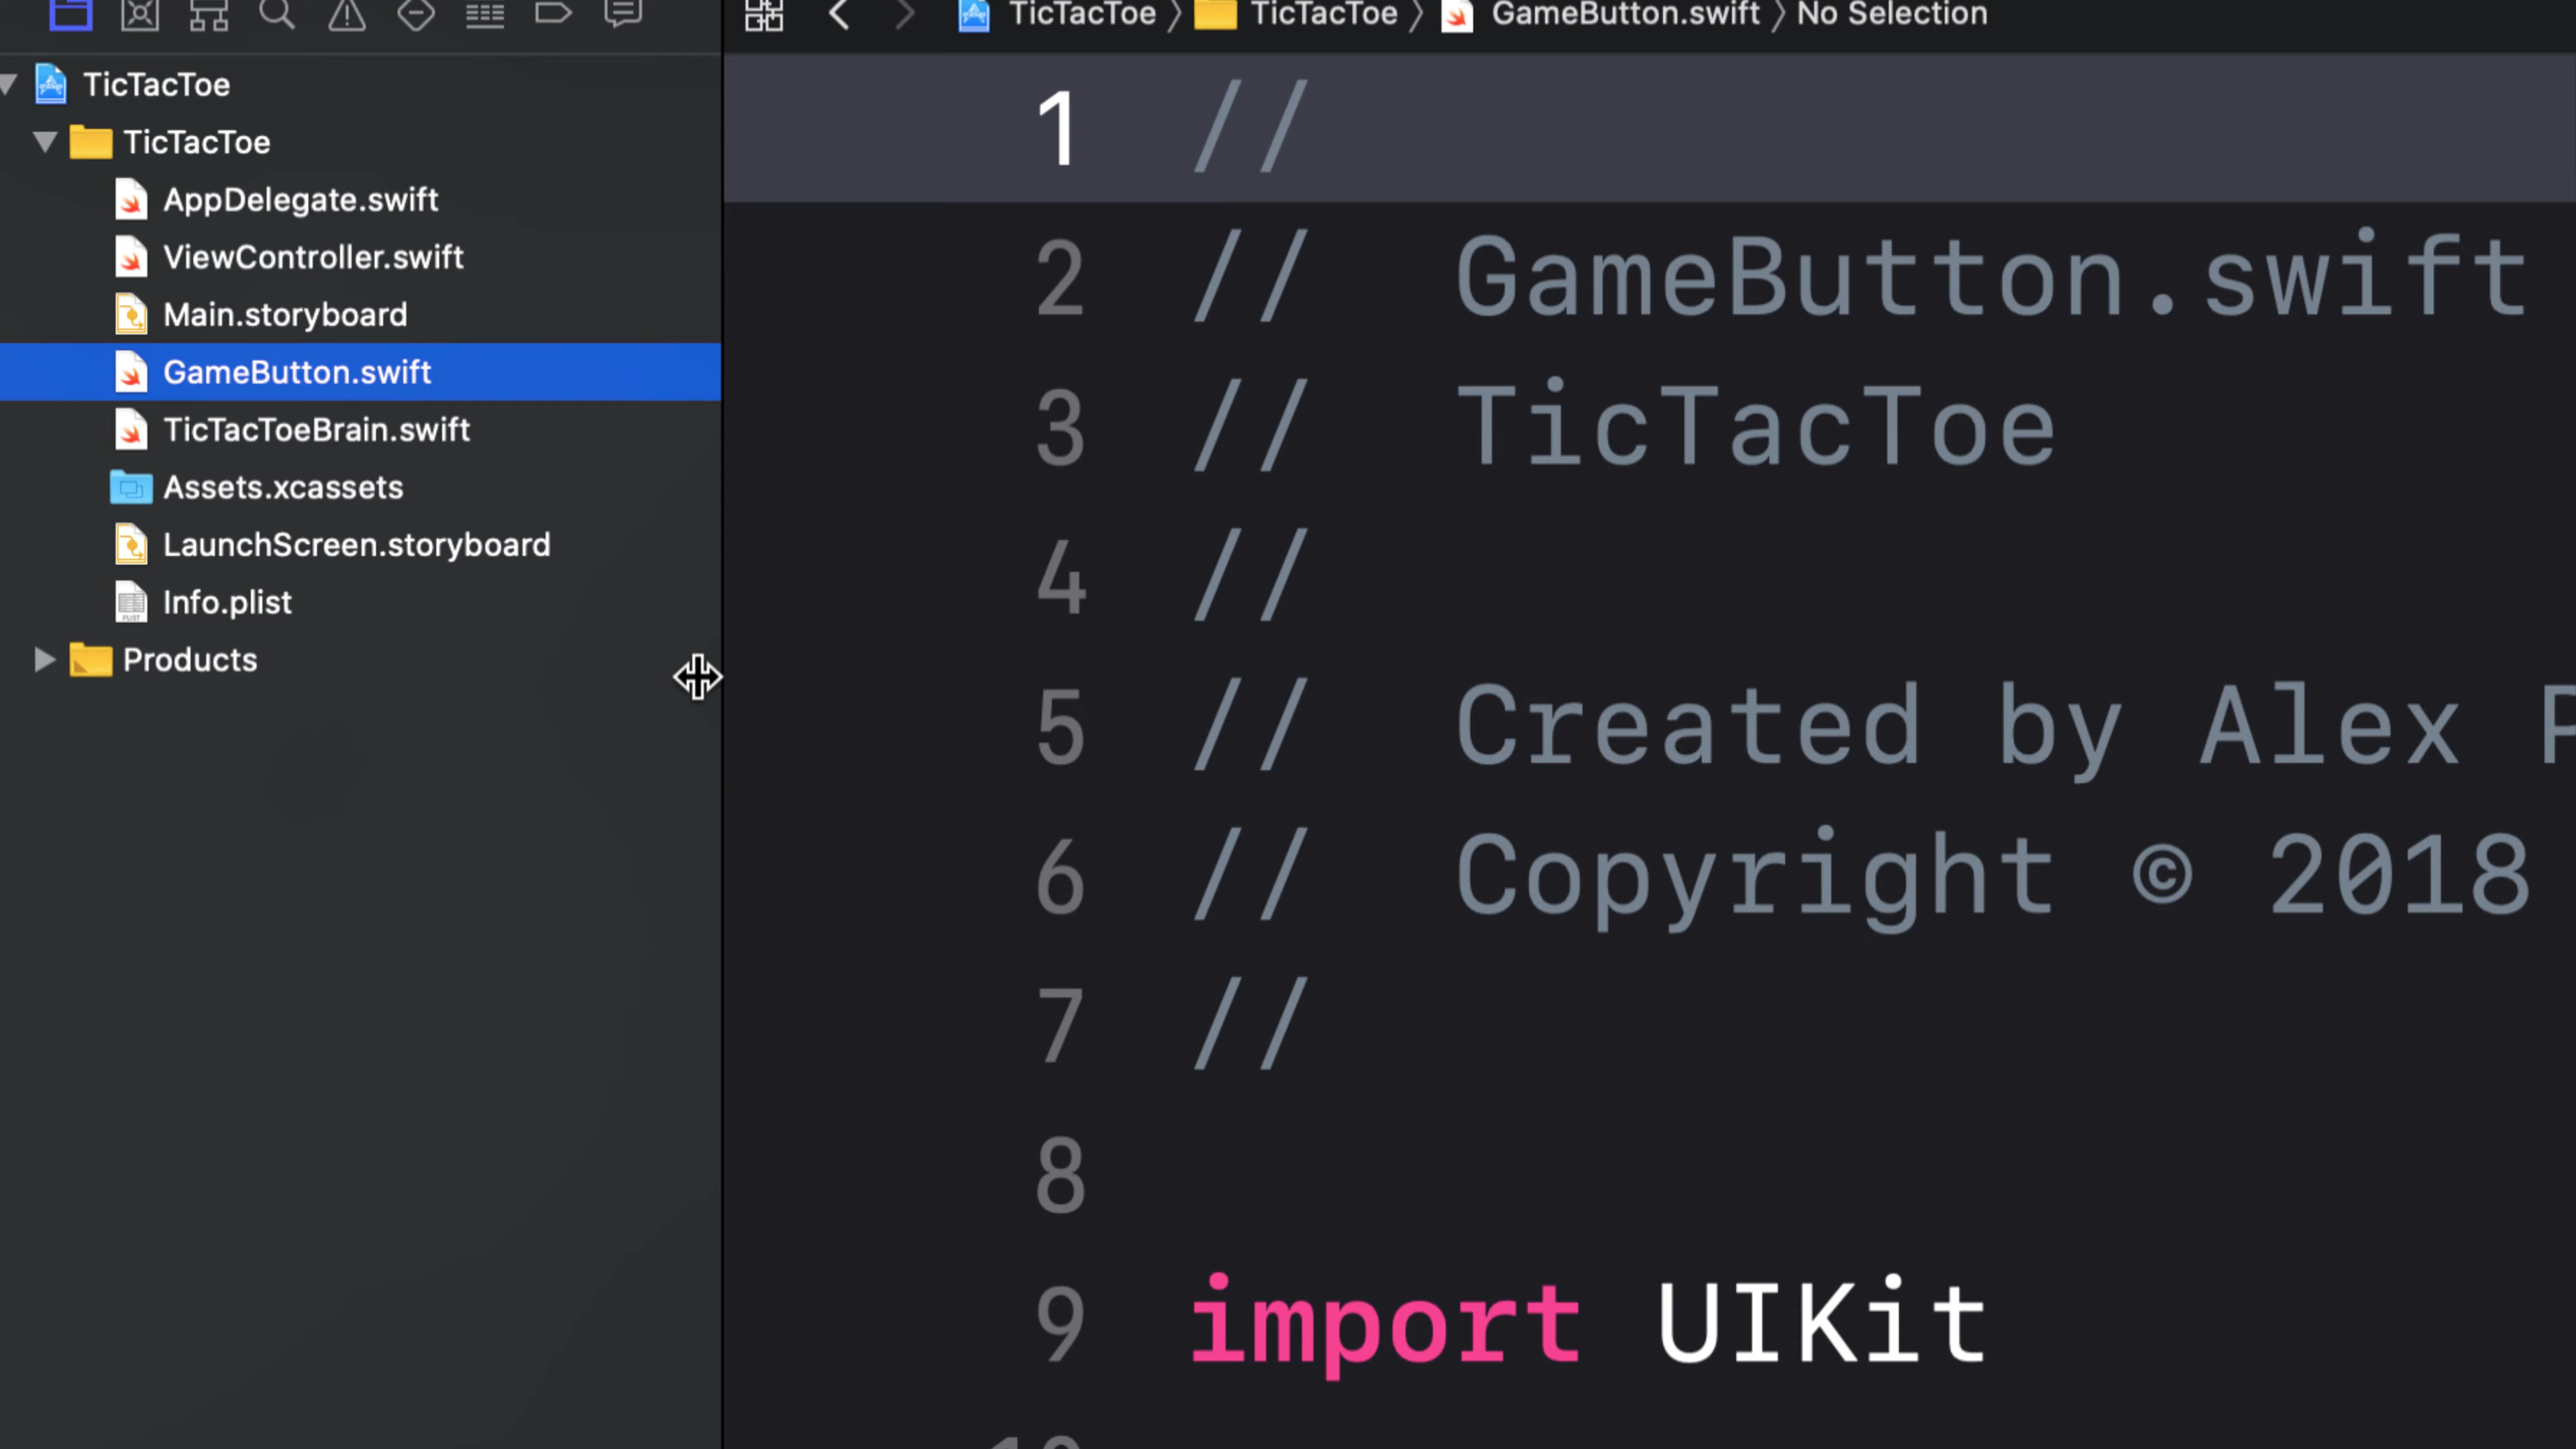 TicTacToe
TicTacToe
AppDelegate.swift
ViewController.swift
Main.storyboard
GameButton.swift
TicTacToeBrain.swift
Assets.xcassets
LaunchScreen.storyboard
Info.plist
Products
TicTacToe 〉 TicTacToe 〉 GameButton.swift 〉 No Selection
1 //
2 //  GameButton.swift
3 //  TicTacToe
4 //
5 //  Created by Alex
6 //  Copyright © 2018
7 //
8
9 import UIKit